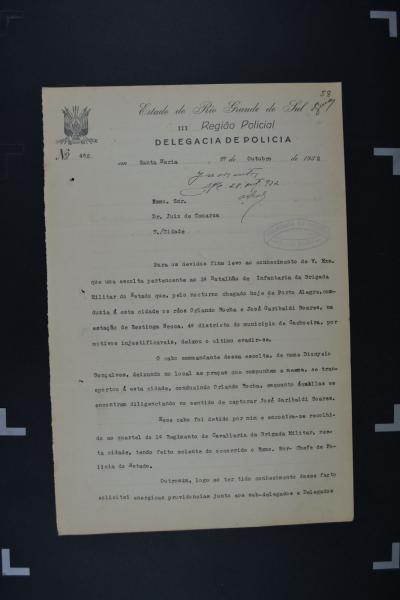 58
Estado do Rio Grande do Sul
III Região Policial
DELEGACIA DE POLICIA
Nº
em Santa Maria, 27 de Outubro de 1932
Exmo. Snr.
Dr. Juiz de Comarca
N./Cidade
Para os devidos fins levo ao conhecimento de V. Exa.
que uma escolta pertencente ao 3º Batalhão de Infantaria da Brigada
Militar do Estado que, pelo nocturno chegado hoje de Porto Alegre, con-
duzia á esta cidade os réos Orlando Rocha e José Garibaldi Soares, na
estação de Restinga Secca, 4º districto do municipio de Cachoeira, por
motivos injustificaveis, deixou o ultimo evadir-se.
O cabo commandante dessa escolta, de nome Dionysio
Gonçalves, deixando no local as praças que compunham a mesma, se trans-
portou á esta cidade, conduzindo Orlando Rocha, enquanto áquellas se
encontram diligenciando no sentido de capturar José Garibaldi Soares.
Esse cabo foi detido por mim e encontra-se recolhi-
do ao quartel do 1º Regimento de Cavallaria da Brigada Militar, nes-
ta cidade, tendo feito sciente do occorrido o Exmo. Snr. Chefe de Po-
licia do Estado.
Outrosim, logo ao ter tido conhecimento desse facto
solicitei energicas providencias junto aos sub-delegados e Delegados